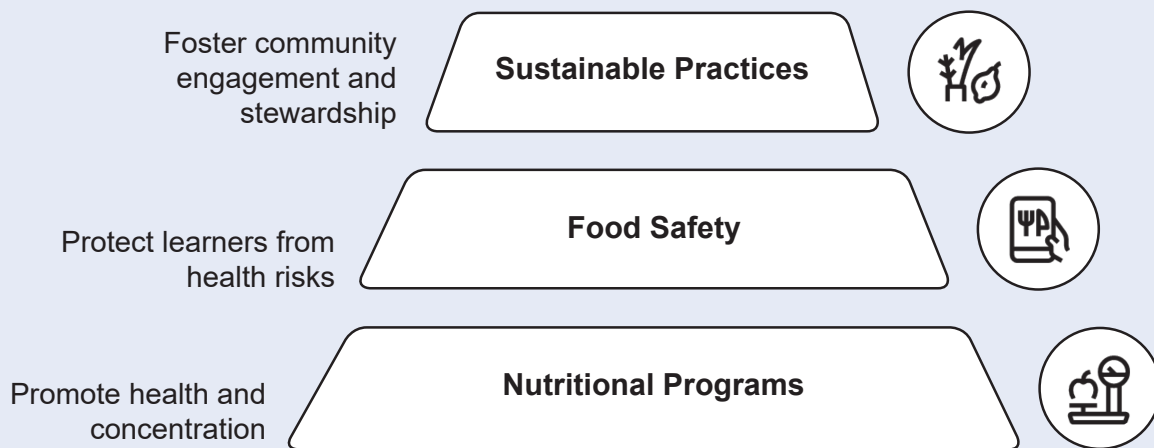 Foster community
engagement and
stewardship
Sustainable Practices
Protect learners from
health risks
Food Safety
Promote health and
concentration
Nutritional Programs